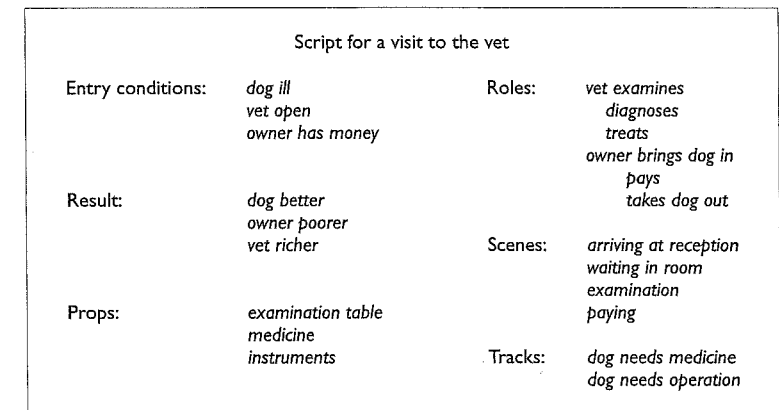 Script for a visit to the vet
Entry conditions: dog ill
vet open
owner has money
Result: dog better
owner poorer
vet richer
Props: examination table
medicine
instruments
Roles: vet examines
diagnoses
treats
owner brings dog in
pays
takes dog out
Scenes: arriving at reception
waiting in room
examination
paying
Tracks: dog needs medicine
dog needs operation